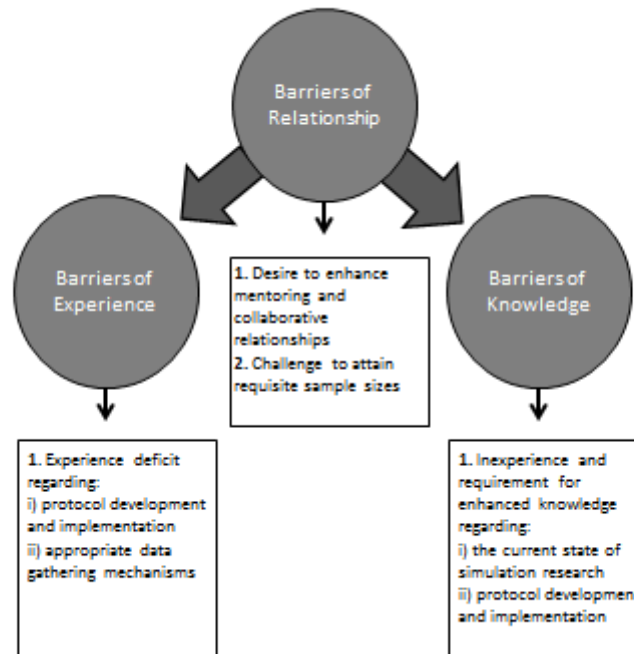 Barriers of
Relationship
Barriers of
Experience
Barriers of
Knowledge
1. Desire to enhance
mentoring and
collaborative
relationships
2. Challenge to attain
requisite sample sizes
1. Experience deficit
regarding:
i) protocol development
and implementation
ii) appropriate data
gathering mechanisms
1. Inexperience and
requirement for
enhanced knowledge
regarding:
i) the current state of
simulation research
ii) protocol development
and implementation